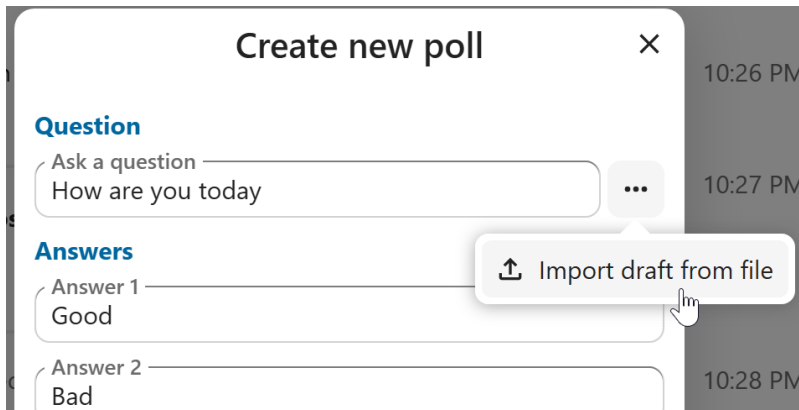 Create new poll
10:26 PM
Question
Ask a question
How are you today
10:27 PM
Answers
Import draft from file
Answer 1
Good
Answer 2
10:28 PM
Bad